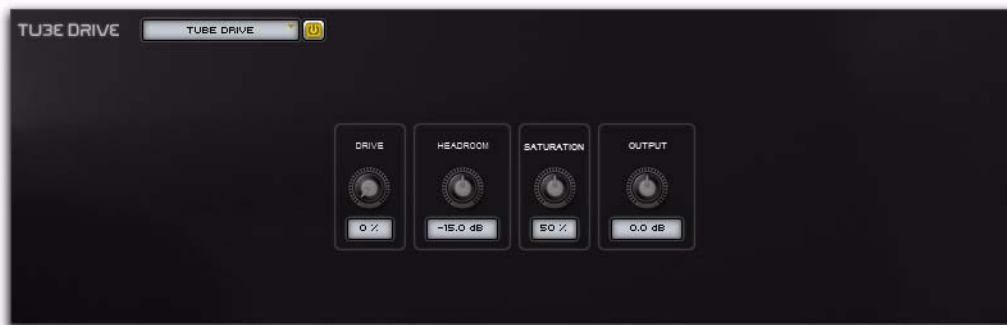 TUBE DRIVE
TUBE DRIVE
DRIVE
HEADROOM
SATURATION
OUTPUT
0 %
-15.0 dB
50 %
0.0 dB